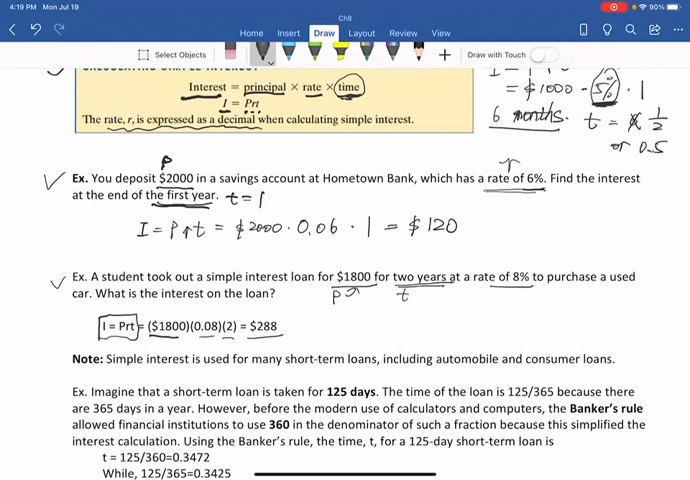 4:19 PM Mon Jul 19
Ch8
90%
Home Insert Draw Layout Review View
Select Objects
Draw with Touch
CALCULATING SIMPLE INTEREST
Interest = principal × rate × time
I = Prt
The rate, r, is expressed as a decimal when calculating simple interest.
= $1000 · 5% · 1
6 months. t = 1/2
or 0.5
P
r
Ex. You deposit $2000 in a savings account at Hometown Bank, which has a rate of 6%. Find the interest
at the end of the first year. t = 1
I = Prt = $2000 · 0.06 · 1 = $120
Ex. A student took out a simple interest loan for $1800 for two years at a rate of 8% to purchase a used
car. What is the interest on the loan?
P t
I = Prt = ($1800)(0.08)(2) = $288
Note: Simple interest is used for many short-term loans, including automobile and consumer loans.
Ex. Imagine that a short-term loan is taken for 125 days. The time of the loan is 125/365 because there
are 365 days in a year. However, before the modern use of calculators and computers, the Banker's rule
allowed financial institutions to use 360 in the denominator of such a fraction because this simplified the
interest calculation. Using the Banker's rule, the time, t, for a 125-day short-term loan is
t = 125/360=0.3472
While, 125/365=0.3425